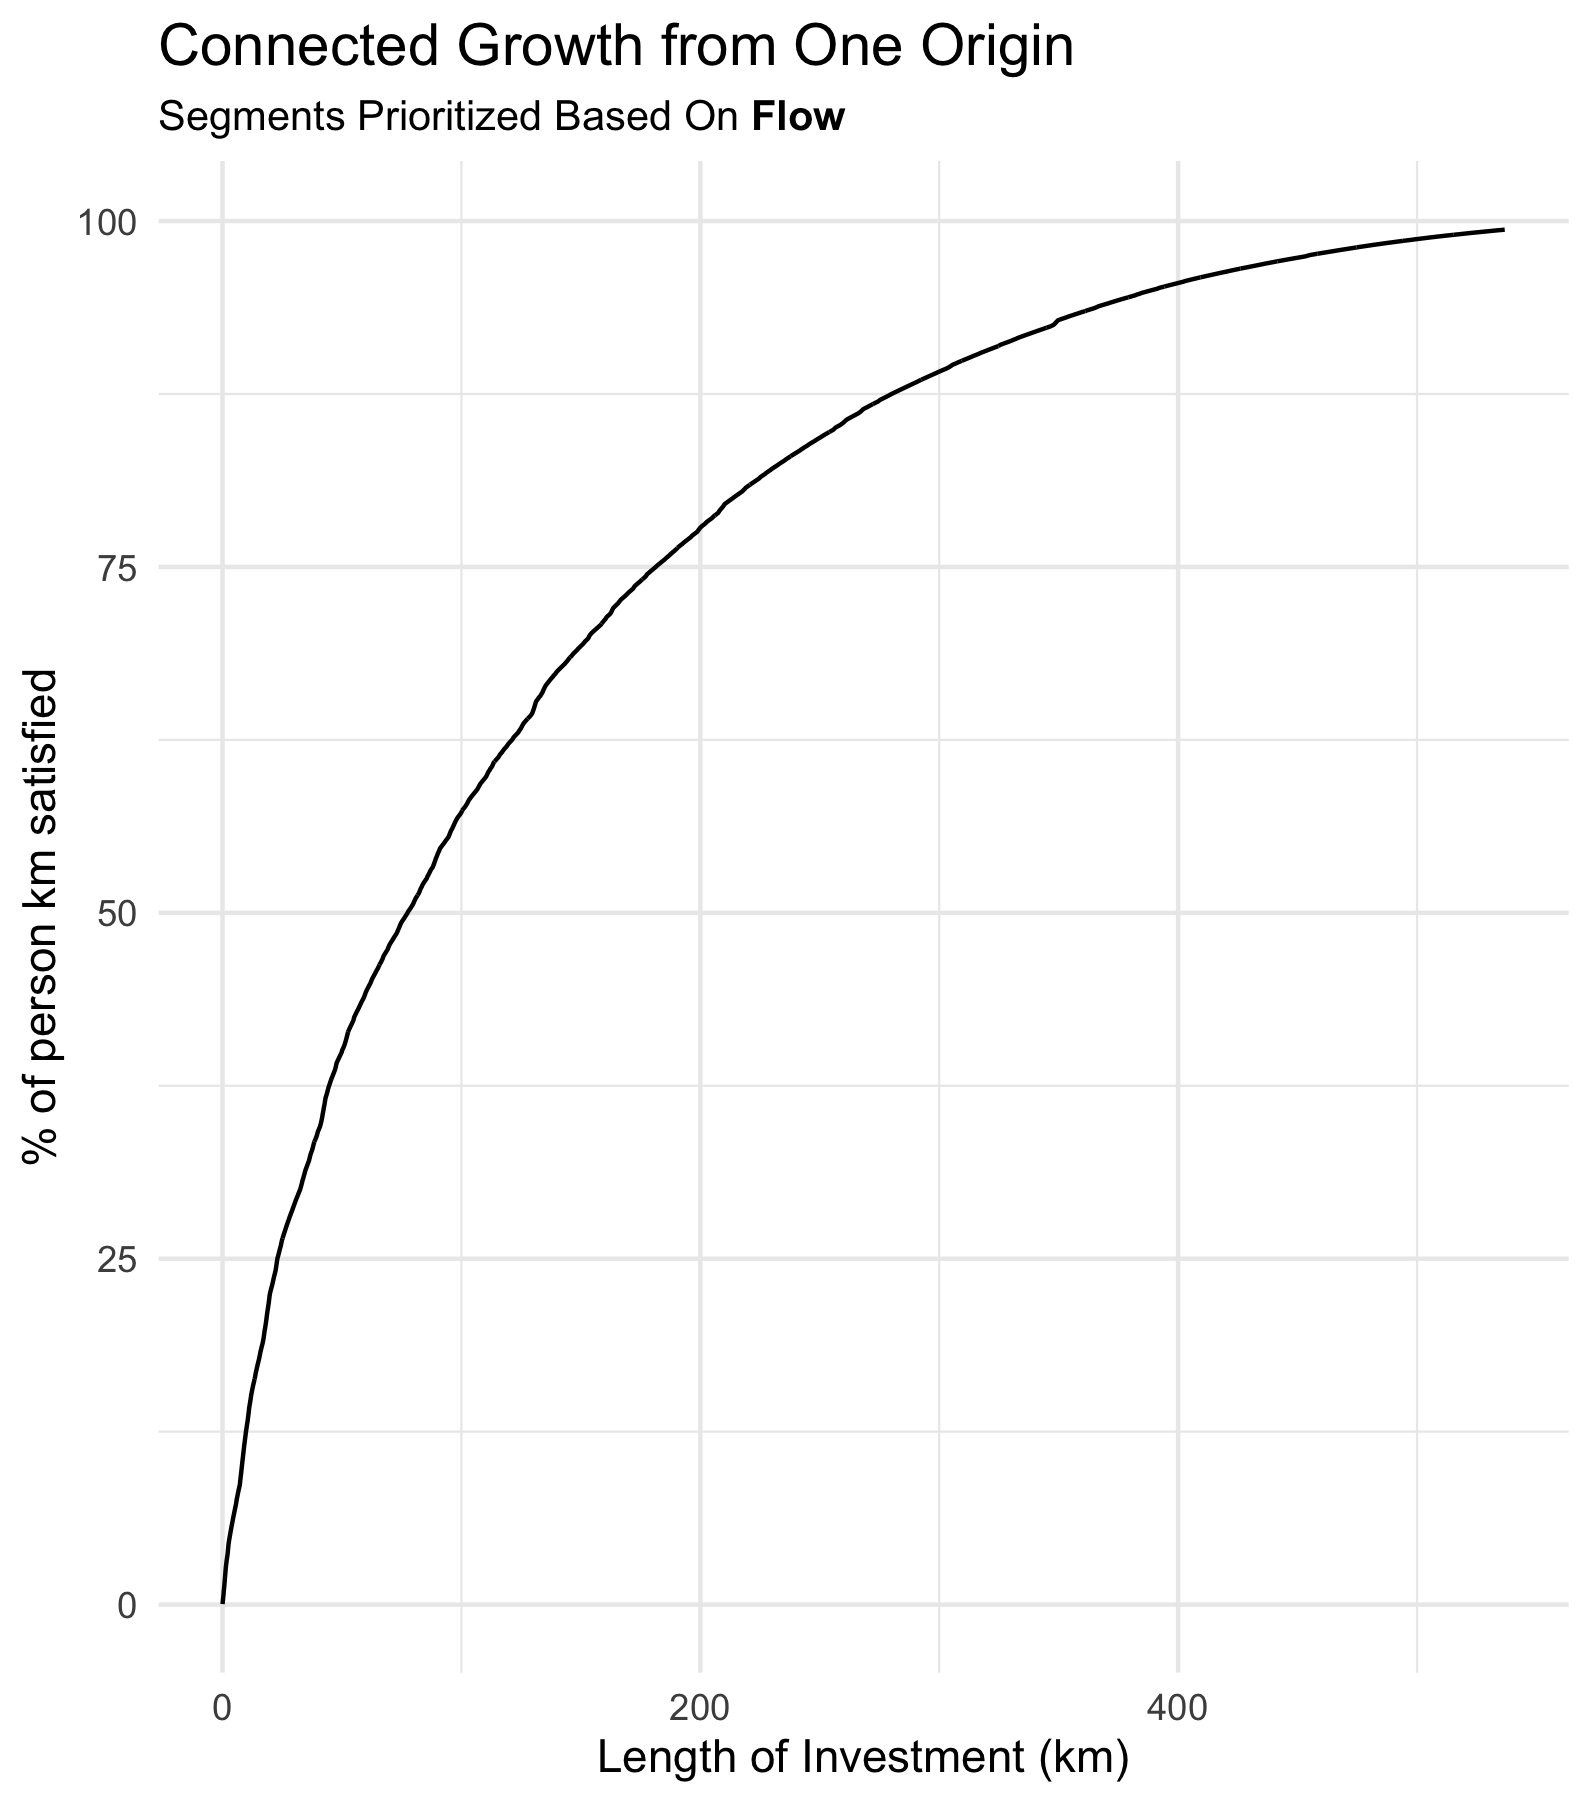 Connected Growth from One Origin
Segments Prioritized Based On Flow
100
75
50
25
0
% of person km satisfied
0
200
400
Length of Investment (km)